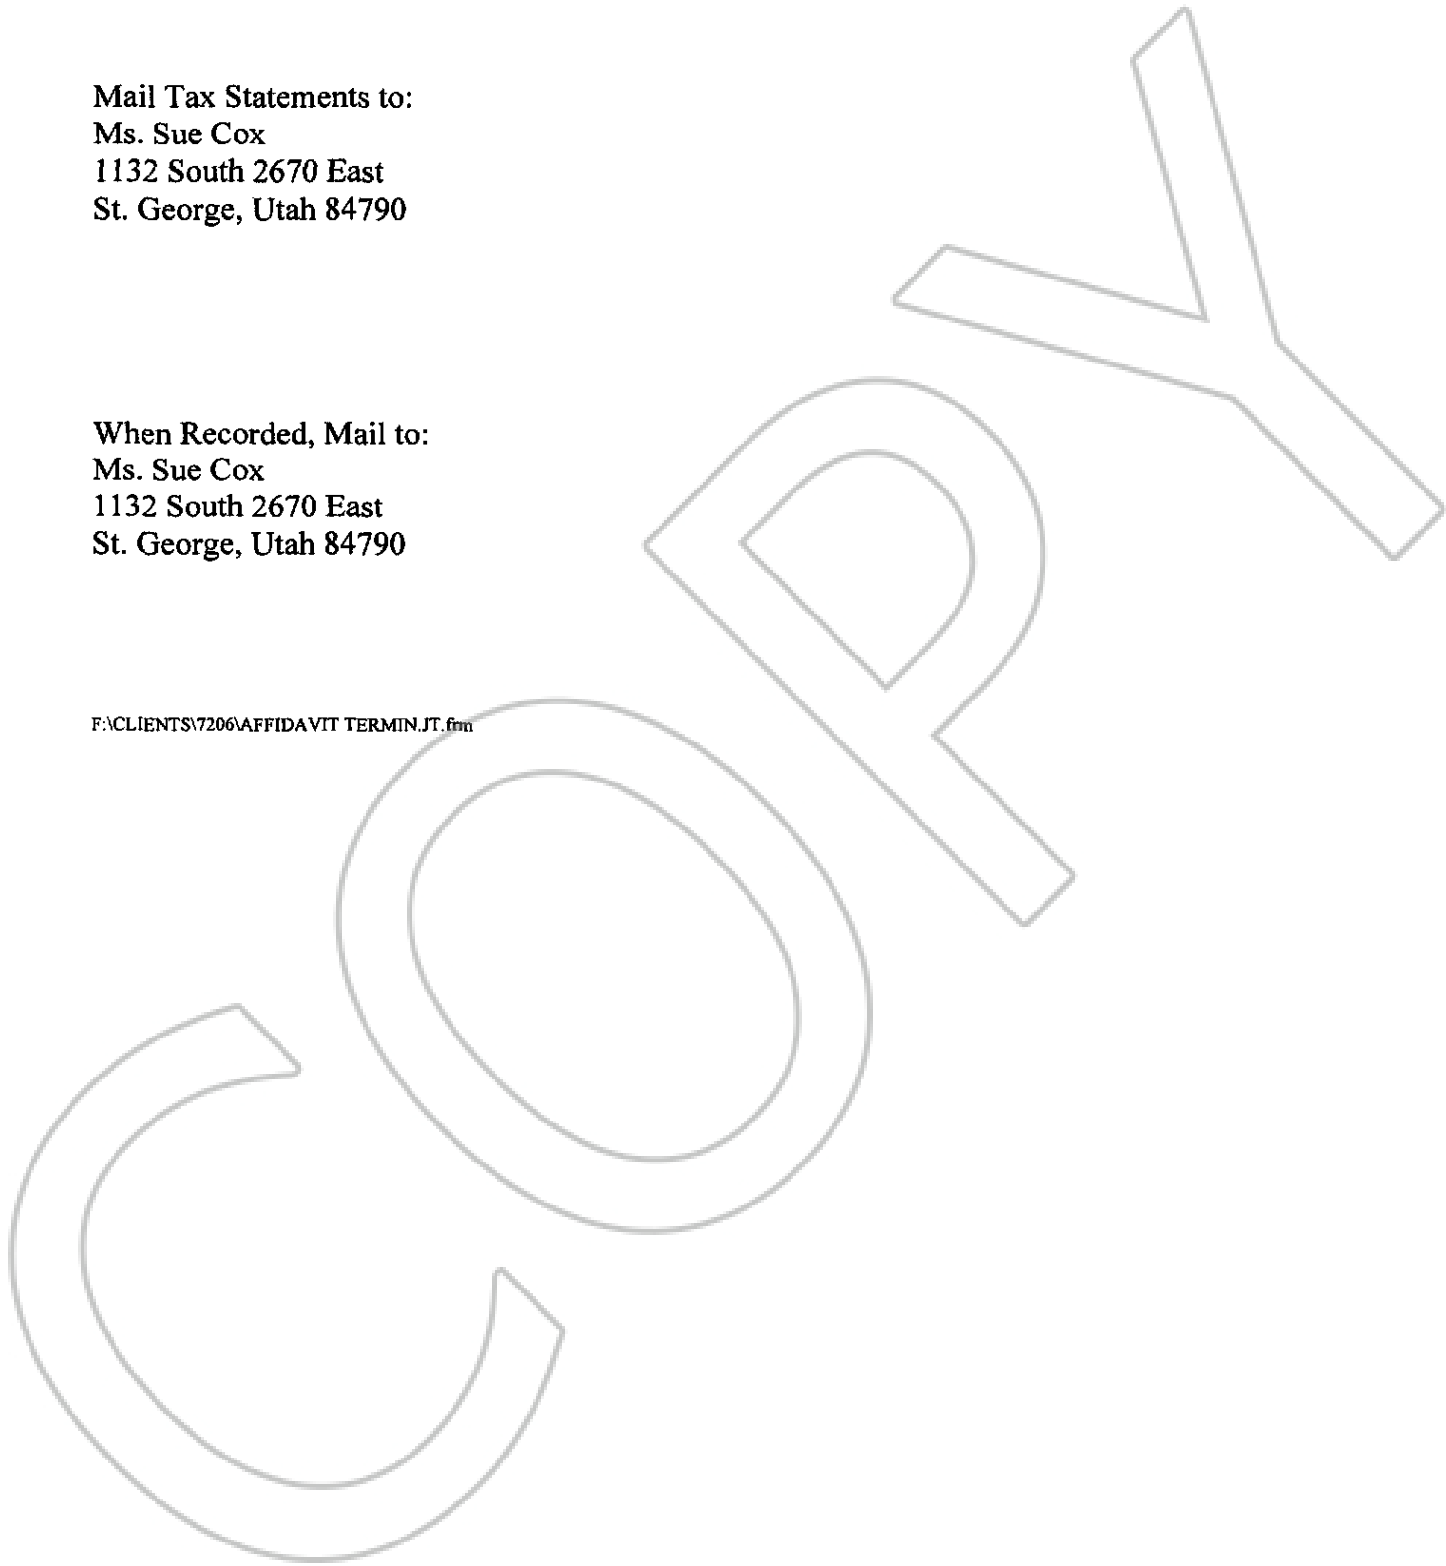 Mail Tax Statements to:
Ms. Sue Cox
1132 South 2670 East
St. George, Utah 84790
When Recorded, Mail to:
Ms. Sue Cox
1132 South 2670 East
St. George, Utah 84790
F:\CLIENTS\7206\AFFIDAVIT TERMIN.JT.frm
COPY